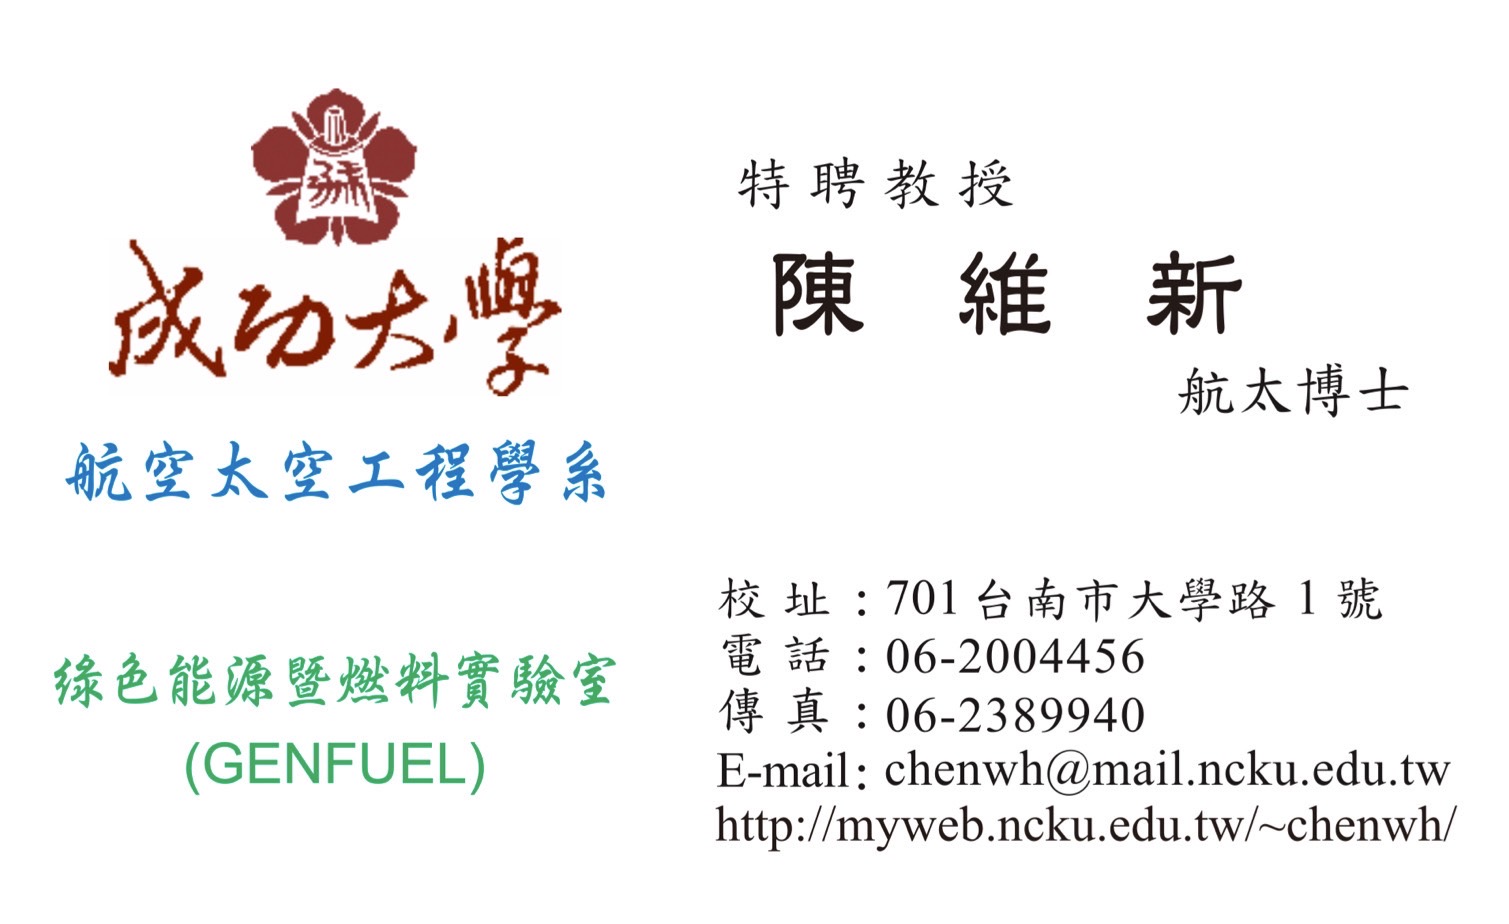 成功大學
航空太空工程學系
綠色能源暨燃料實驗室
(GENFUEL)
特聘教授
陳維新
航太博士
校址：701台南市大學路 1 號
電話：06-2004456
傳真：06-2389940
E-mail：chenwh@mail.ncku.edu.tw
http://myweb.ncku.edu.tw/~chenwh/